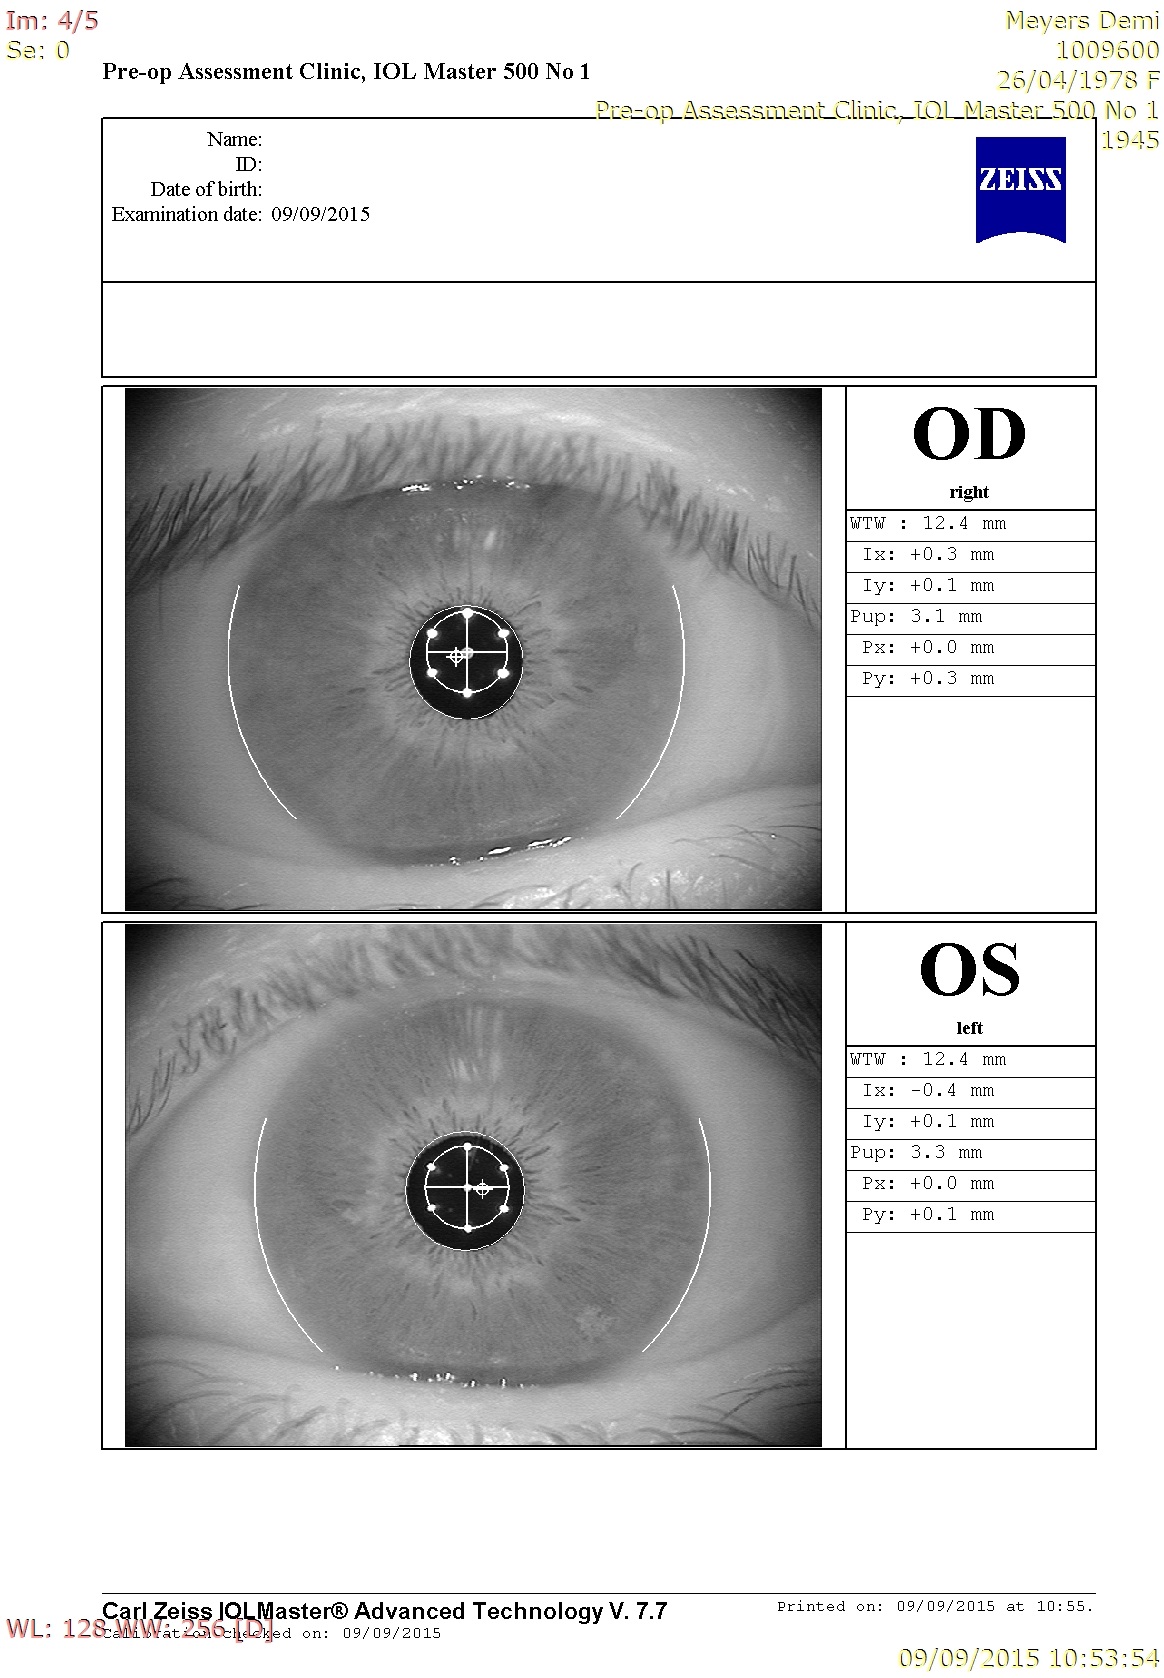 Im: 4/5
Se: 0
Meyers Demi
1009600
26/04/1978 F
Pre-op Assessment Clinic, IOL Master 500 No 1
1945
Pre-op Assessment Clinic, IOL Master 500 No 1
Name:
ID:
Date of birth:
Examination date: 09/09/2015
ZEISS
OD
right
WTW : 12.4 mm
Ix: +0.3 mm
Iy: +0.1 mm
Pup: 3.1 mm
Px: +0.0 mm
Py: +0.3 mm
OS
left
WTW : 12.4 mm
Ix: -0.4 mm
Iy: +0.1 mm
Pup: 3.3 mm
Px: +0.0 mm
Py: +0.1 mm
Carl Zeiss IOLMaster® Advanced Technology V. 7.7
Printed on: 09/09/2015 at 10:55.
WL: 128 WW: 256 [D]
Calibration checked on: 09/09/2015
09/09/2015 10:53:54